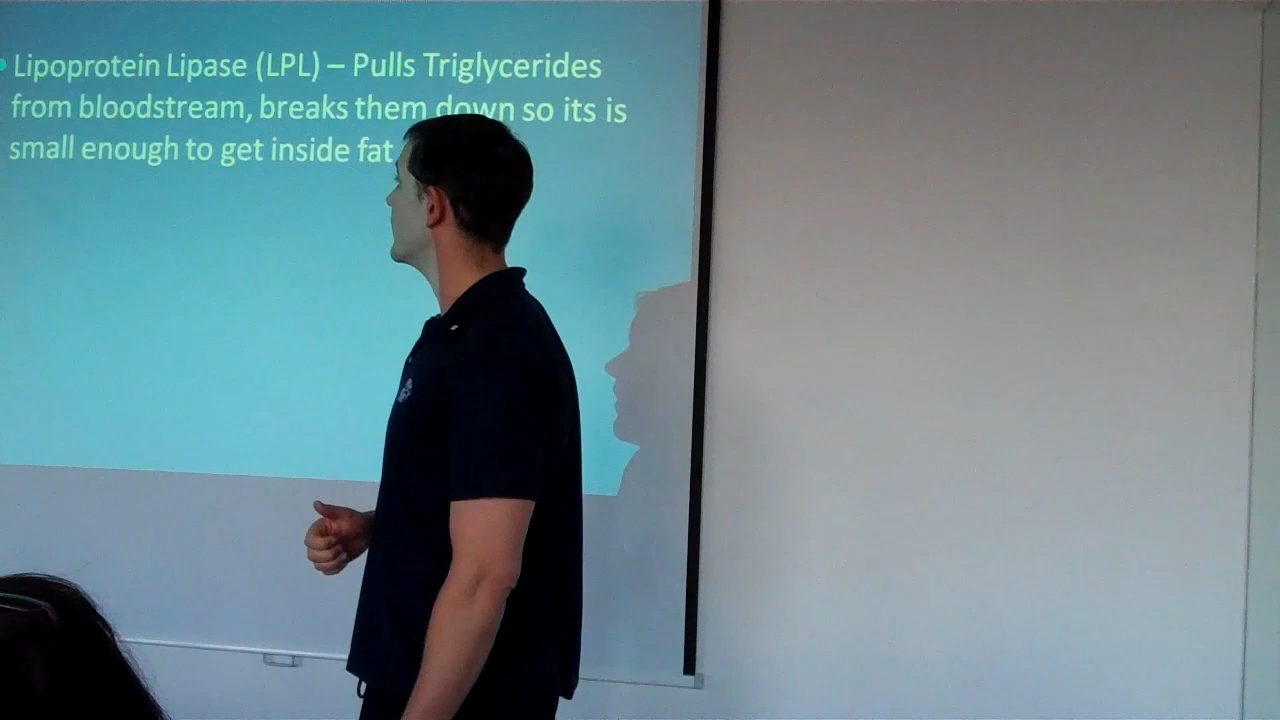 • Lipoprotein Lipase (LPL) – Pulls Triglycerides
from bloodstream, breaks them down so its is
small enough to get inside fat